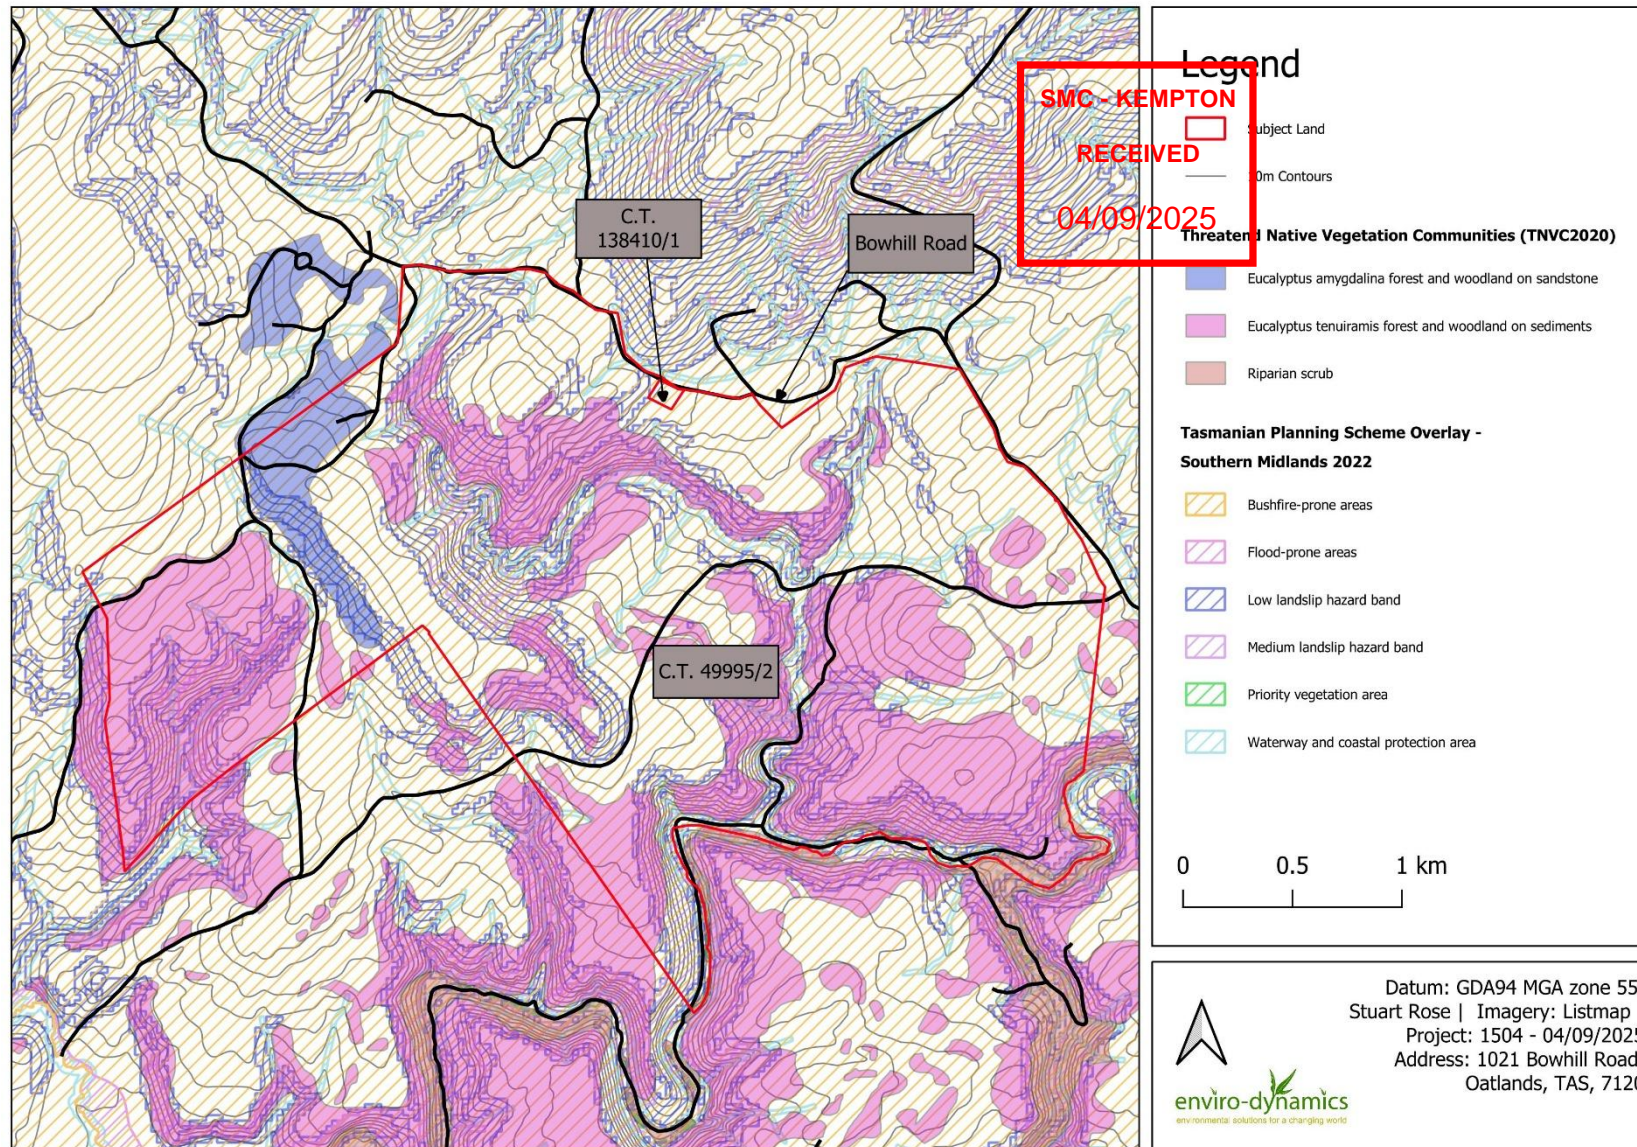 Legend
SMC - KEMPTON
Subject Land
RECEIVED
10m Contours
04/09/2025
Threatend Native Vegetation Communities (TNVC2020)
Eucalyptus amygdalina forest and woodland on sandstone
Eucalyptus tenuiramis forest and woodland on sediments
Riparian scrub
Tasmanian Planning Scheme Overlay -
Southern Midlands 2022
Bushfire-prone areas
Flood-prone areas
Low landslip hazard band
Medium landslip hazard band
Priority vegetation area
Waterway and coastal protection area
0 0.5 1 km
C.T.
138410/1
Bowhill Road
C.T. 49995/2
Datum: GDA94 MGA zone 55
Stuart Rose | Imagery: Listmap
Project: 1504 - 04/09/2025
Address: 1021 Bowhill Road
Oatlands, TAS, 7120
enviro-dynamics
environmental solutions for a changing world